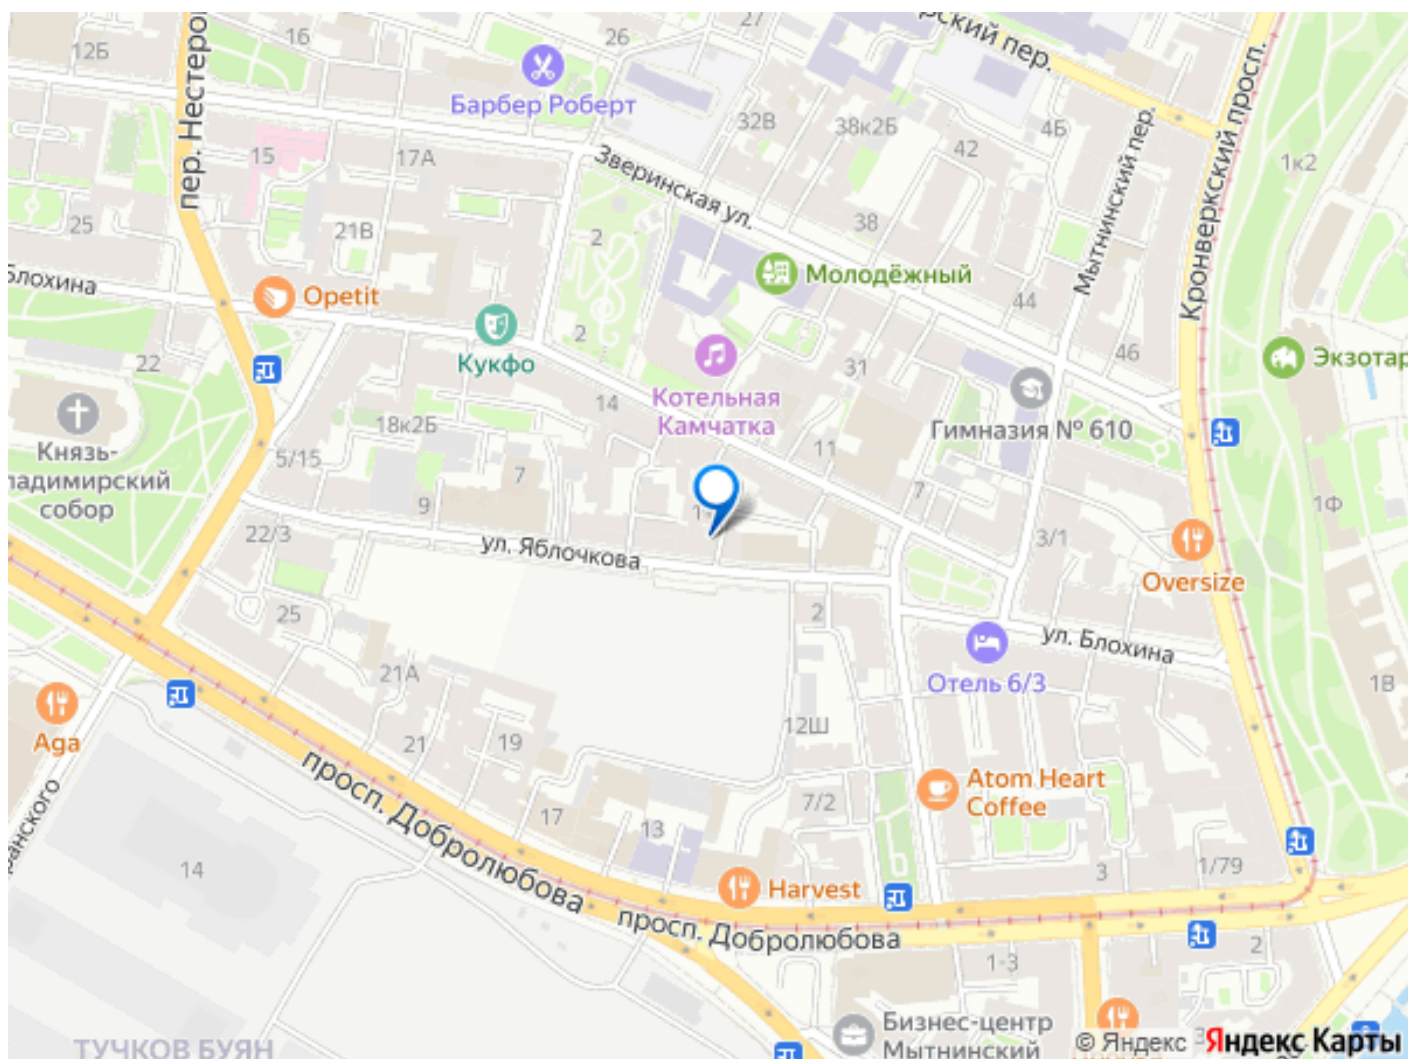 27
16
26
12Б
пер. Нестеров
Барбер Роберт
рский пер.
Кронверкский просп.
32В
38к2Б
4Б
42
Мытнинский пер.
15
17А
Зверинская ул.
1к2
25
21В
2
38
Блохина
Opetit
Молодёжный
44
2
Кукфо
22
46
31
Экзотар
Котельная
Камчатка
14
18к2Б
Гимназия № 610
Князь-
ладимирский
собор
5/15
11
7
9
7
1Ф
22/3
ул. Яблочкова
3/1
Oversize
25
2
ул. Блохина
Отель 6/3
21А
1В
Aga
21
19
12Ш
просп. Добролюбова
Atom Heart
Coffee
7/2
17
13
ранского
14
3
1/79
Harvest
просп. Добролюбова
2
1-3
Бизнес-центр
Мытнинский
ТУЧКОВ БУЯН
© Яндекс Яндекс Карты